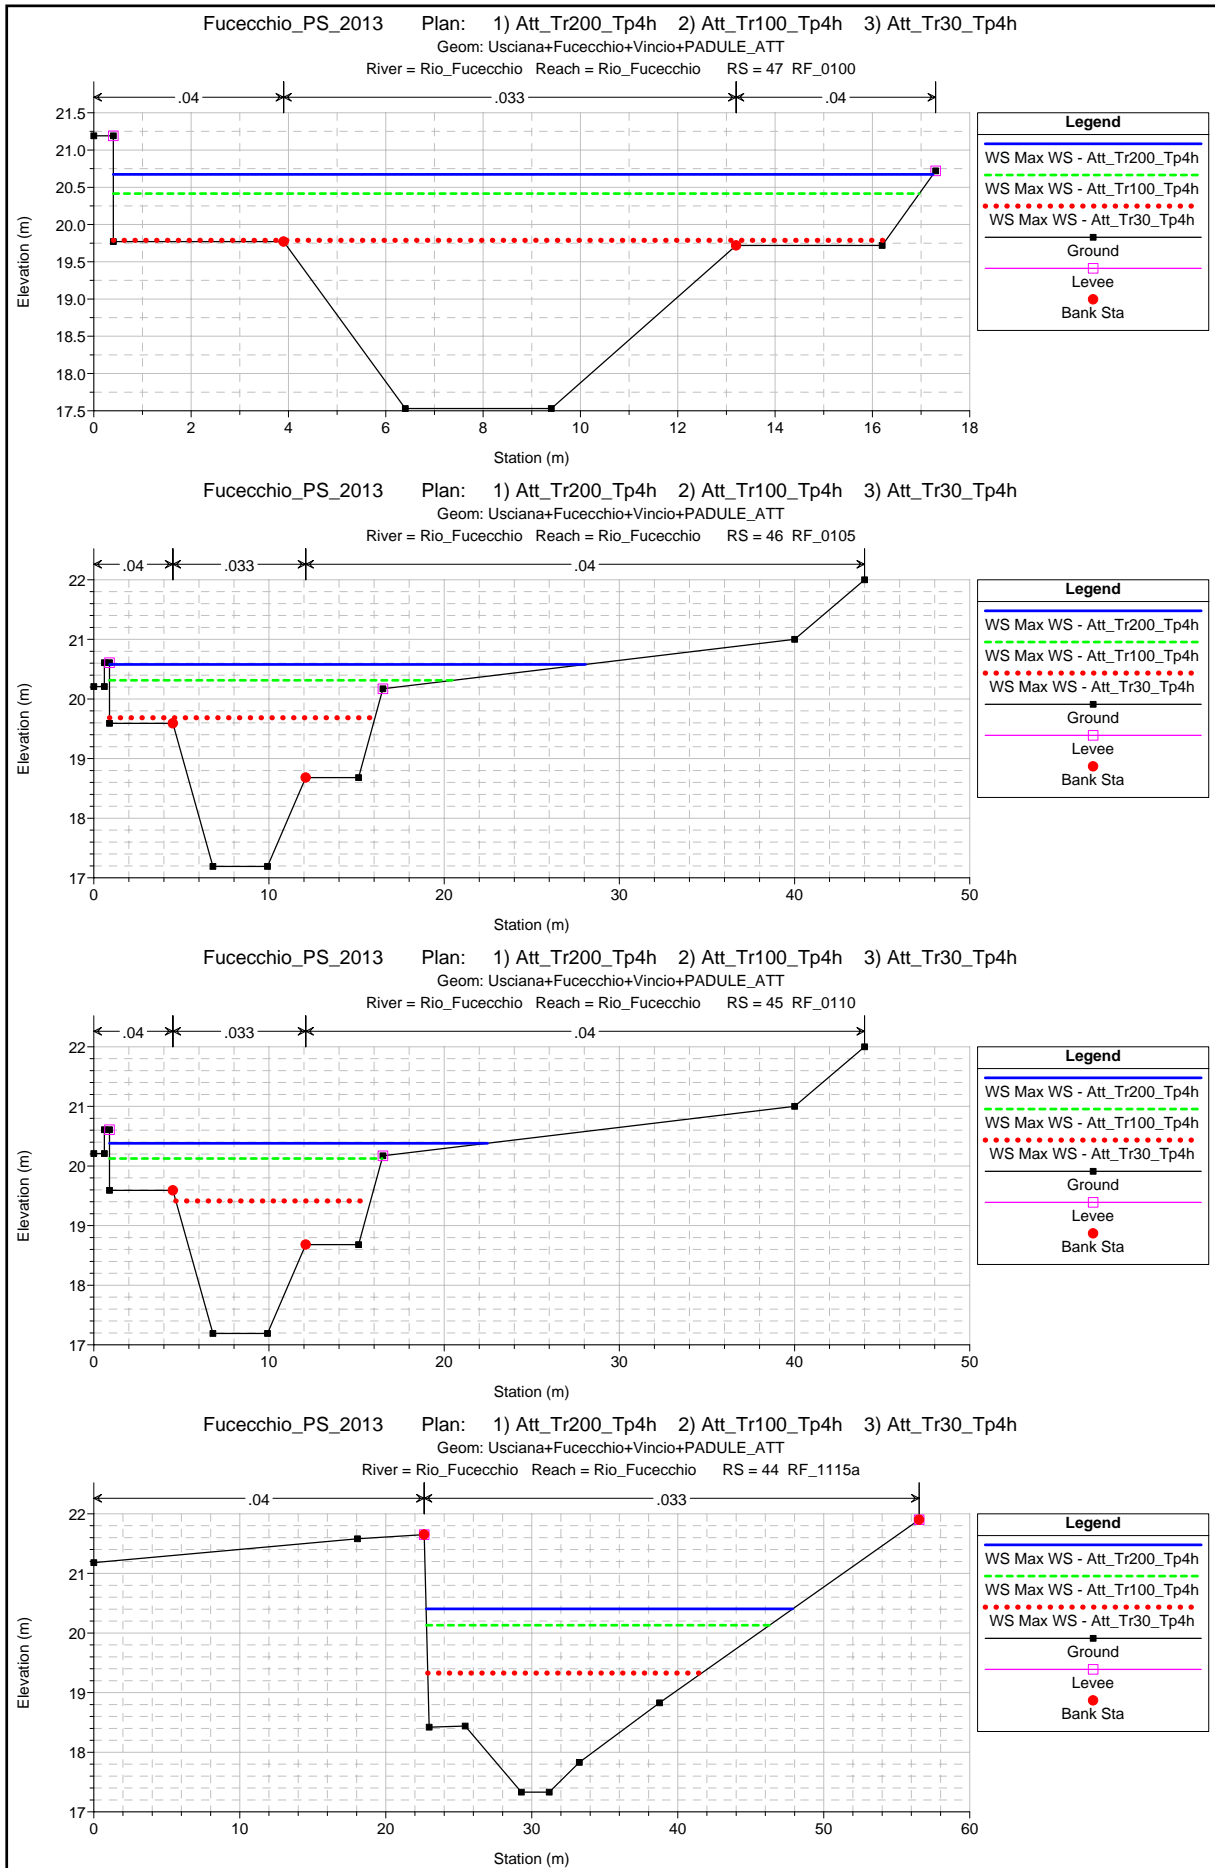 Fucecchio_PS_2013 Plan: 1) Att_Tr200_Tp4h 2) Att_Tr100_Tp4h 3) Att_Tr30_Tp4h
Geom: Usciana+Fucecchio+Vincio+PADULE_ATT
River = Rio_Fucecchio Reach = Rio_Fucecchio RS = 47 RF_0100
.04 .033 .04
21.5
21.0
20.5
20.0
19.5
19.0
18.5
18.0
17.5
Elevation (m)
0 2 4 6 8 10 12 14 16 18
Station (m)
Legend
WS Max WS - Att_Tr200_Tp4h
WS Max WS - Att_Tr100_Tp4h
WS Max WS - Att_Tr30_Tp4h
Ground
Levee
Bank Sta
Fucecchio_PS_2013 Plan: 1) Att_Tr200_Tp4h 2) Att_Tr100_Tp4h 3) Att_Tr30_Tp4h
Geom: Usciana+Fucecchio+Vincio+PADULE_ATT
River = Rio_Fucecchio Reach = Rio_Fucecchio RS = 46 RF_0105
.04 .033 .04
22
21
20
19
18
17
Elevation (m)
0 10 20 30 40 50
Station (m)
Legend
WS Max WS - Att_Tr200_Tp4h
WS Max WS - Att_Tr100_Tp4h
WS Max WS - Att_Tr30_Tp4h
Ground
Levee
Bank Sta
Fucecchio_PS_2013 Plan: 1) Att_Tr200_Tp4h 2) Att_Tr100_Tp4h 3) Att_Tr30_Tp4h
Geom: Usciana+Fucecchio+Vincio+PADULE_ATT
River = Rio_Fucecchio Reach = Rio_Fucecchio RS = 45 RF_0110
.04 .033 .04
22
21
20
19
18
17
Elevation (m)
0 10 20 30 40 50
Station (m)
Legend
WS Max WS - Att_Tr200_Tp4h
WS Max WS - Att_Tr100_Tp4h
WS Max WS - Att_Tr30_Tp4h
Ground
Levee
Bank Sta
Fucecchio_PS_2013 Plan: 1) Att_Tr200_Tp4h 2) Att_Tr100_Tp4h 3) Att_Tr30_Tp4h
Geom: Usciana+Fucecchio+Vincio+PADULE_ATT
River = Rio_Fucecchio Reach = Rio_Fucecchio RS = 44 RF_1115a
.04 .033
22
21
20
19
18
17
Elevation (m)
0 10 20 30 40 50 60
Station (m)
Legend
WS Max WS - Att_Tr200_Tp4h
WS Max WS - Att_Tr100_Tp4h
WS Max WS - Att_Tr30_Tp4h
Ground
Levee
Bank Sta